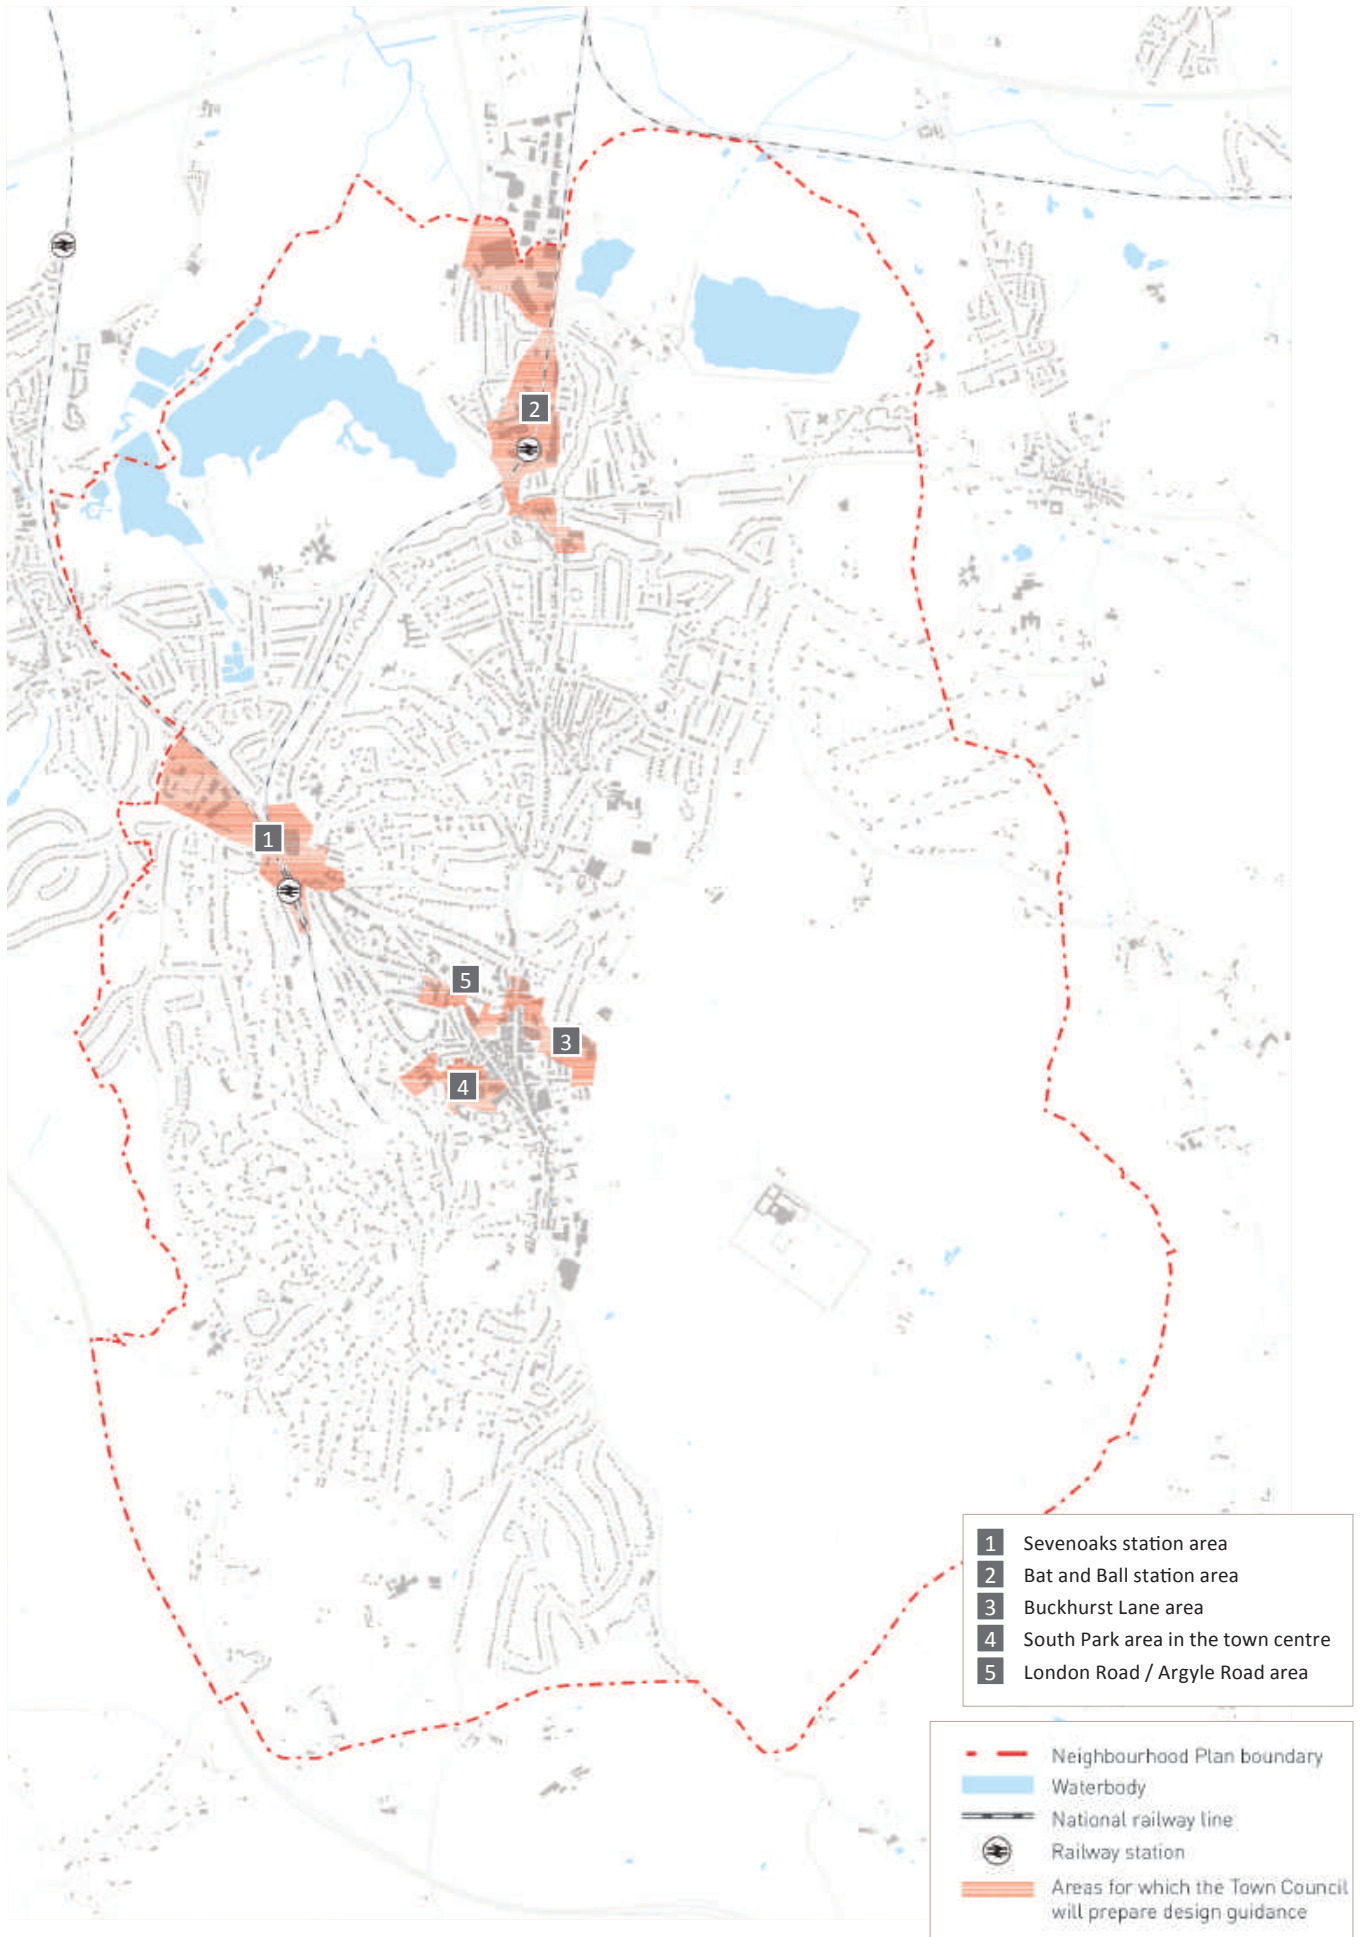 2
1
5
3
4
1 Sevenoaks station area
2 Bat and Ball station area
3 Buckhurst Lane area
4 South Park area in the town centre
5 London Road / Argyle Road area
Neighbourhood Plan boundary
Waterbody
National railway line
Railway station
Areas for which the Town Council
will prepare design guidance